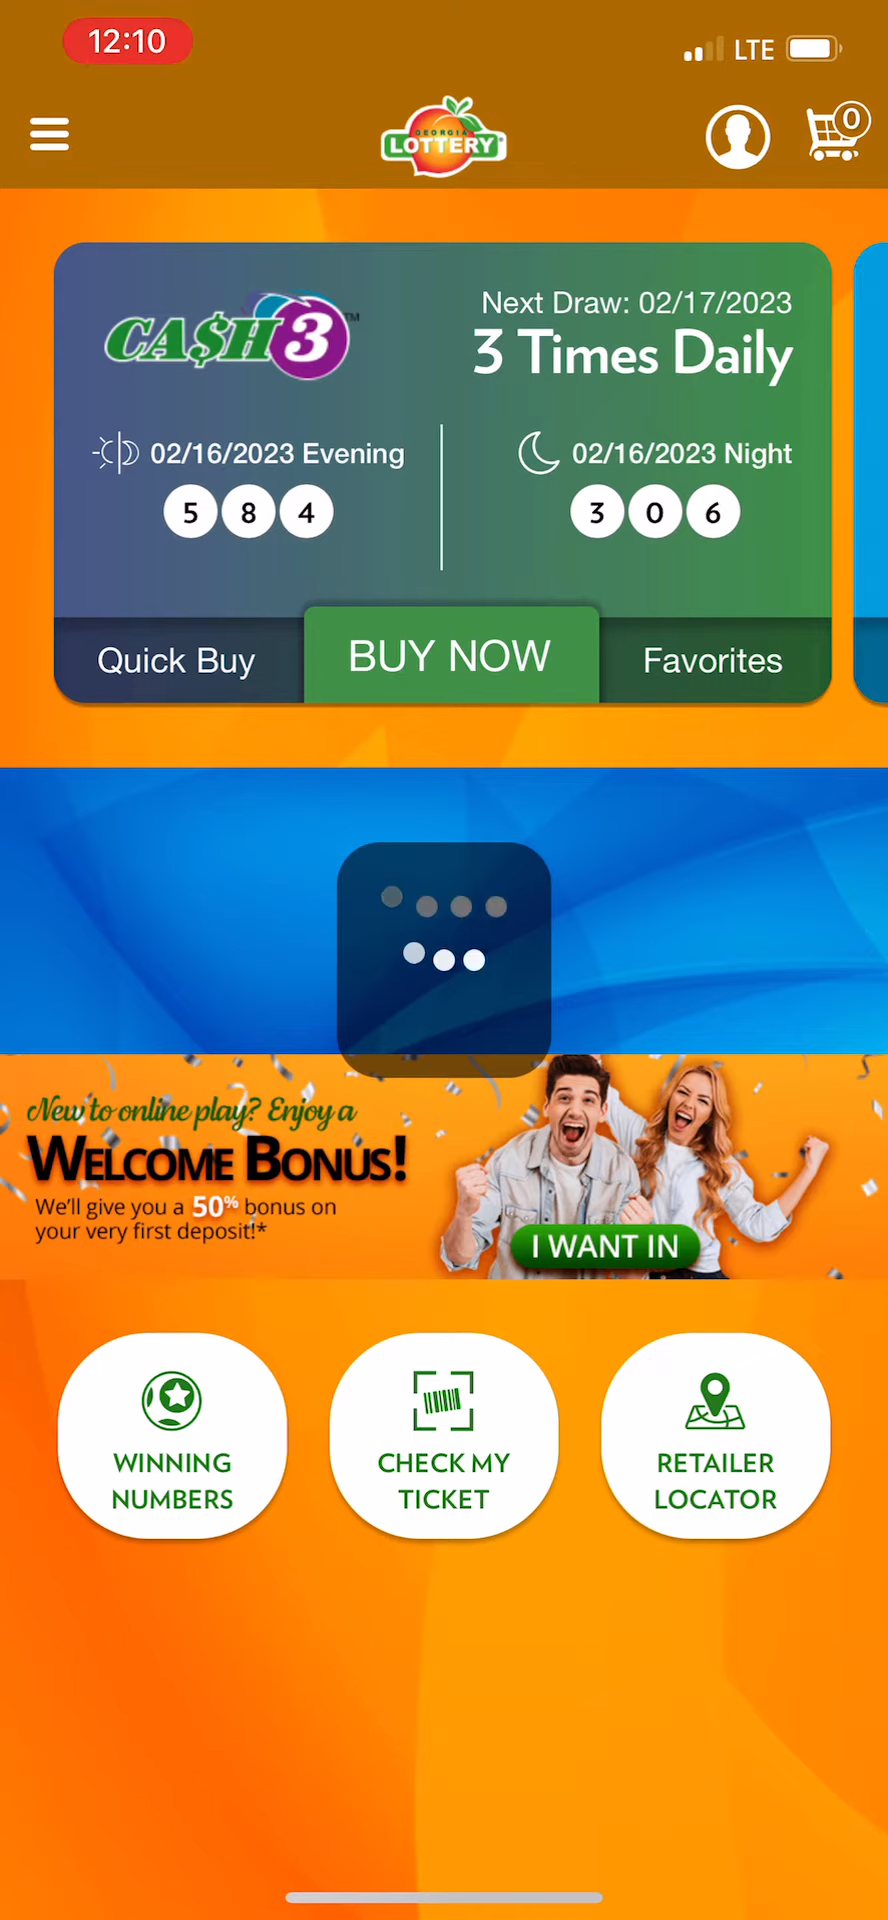 12:10
LTE
GEORGIA
LOTTERY
0
CA$H 3™
Next Draw: 02/17/2023
3 Times Daily
02/16/2023 Evening
5 8 4
02/16/2023 Night
3 0 6
Quick Buy
BUY NOW
Favorites
New to online play? Enjoy a
WELCOME BONUS!
We'll give you a 50% bonus on
your very first deposit!*
I WANT IN
WINNING
NUMBERS
CHECK MY
TICKET
RETAILER
LOCATOR